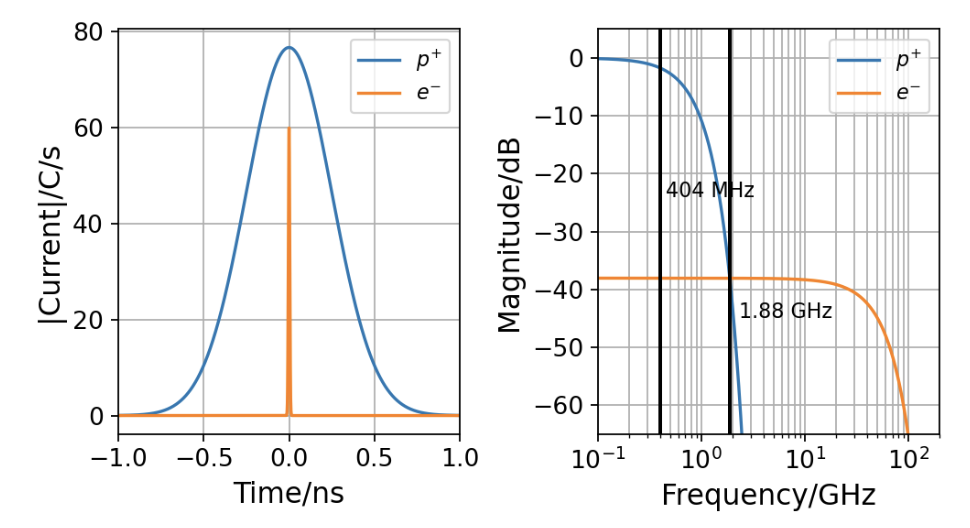 80
60
40
20
0
|Current|/C/s
−1.0 −0.5 0.0 0.5 1.0
Time/ns
p⁺
e⁻
0
−10
−20
−30
−40
−50
−60
Magnitude/dB
404 MHz
1.88 GHz
10⁻¹ 10⁰ 10¹ 10²
Frequency/GHz
p⁺
e⁻